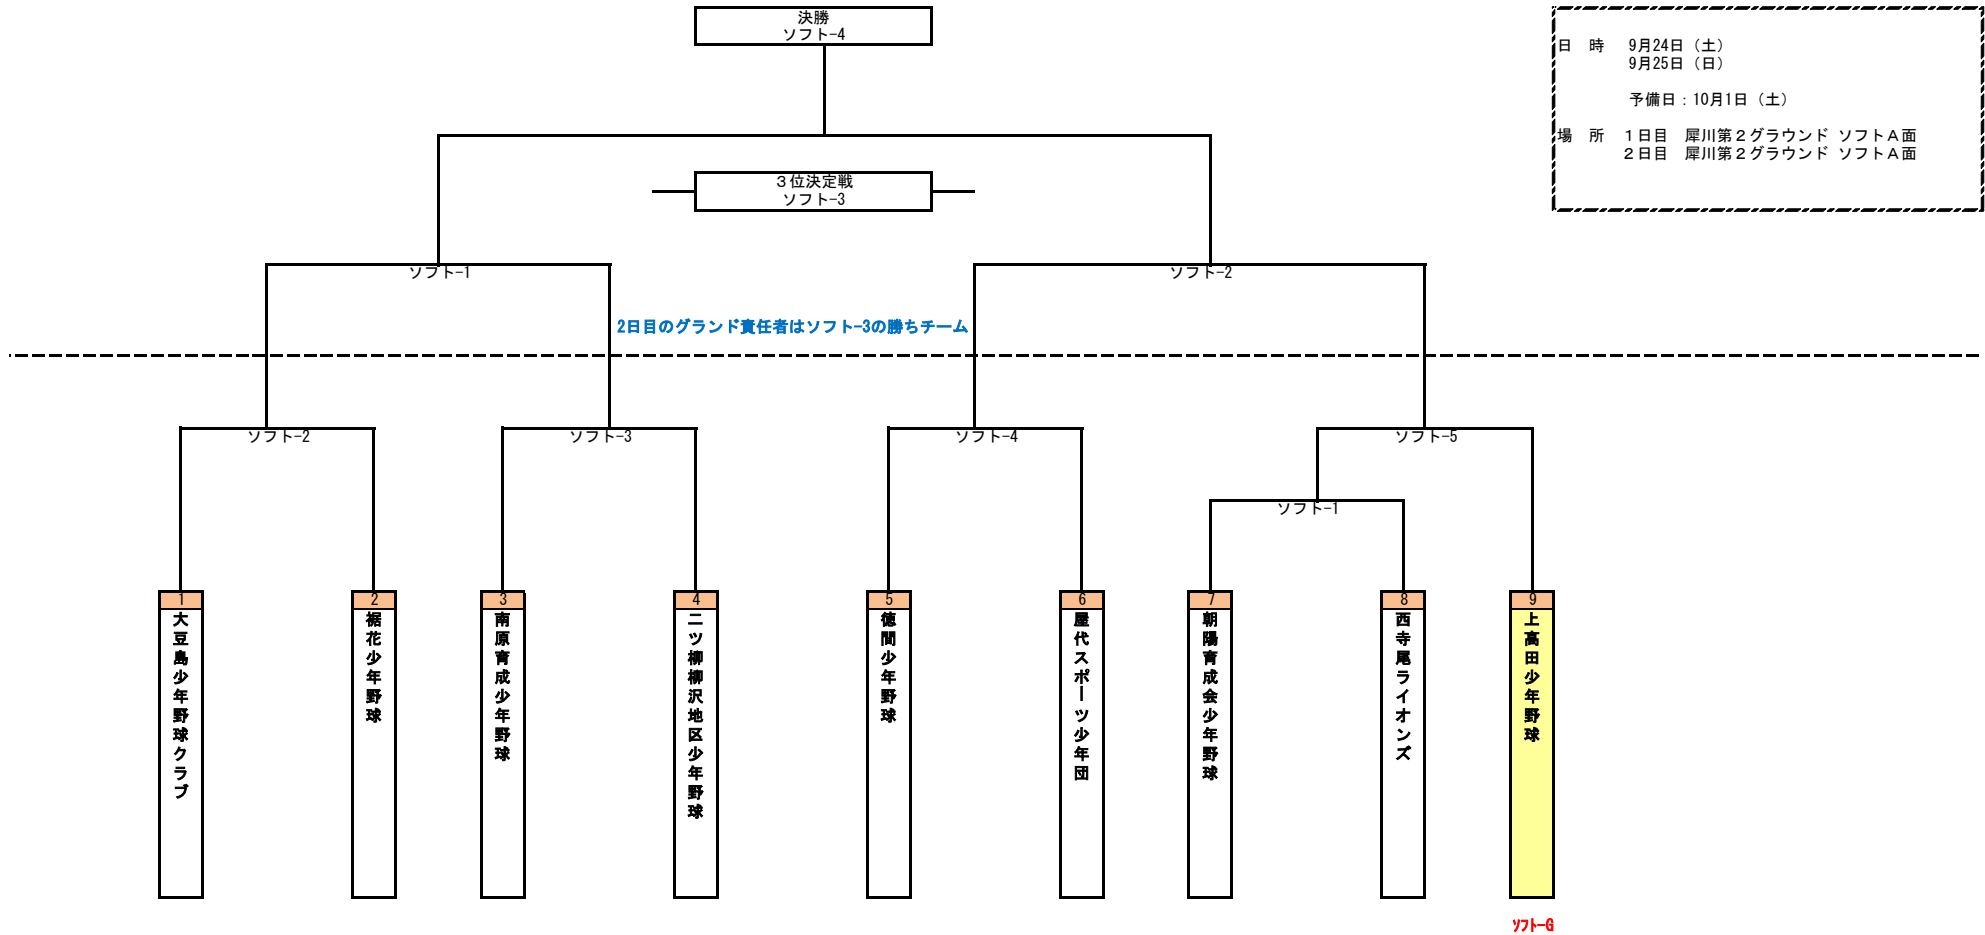 決勝
ソフト-4
日　時　9月24日（土）
9月25日（日）
予備日：10月1日（土）
場　所　１日目　犀川第２グラウンド ソフトＡ面
２日目　犀川第２グラウンド ソフトＡ面
３位決定戦
ソフト-3
ソフト-1
ソフト-2
2日目のグランド責任者はソフト-3の勝ちチーム
ソフト-2
ソフト-3
ソフト-4
ソフト-5
ソフト-1
1
大豆島少年野球クラブ
2
裾花少年野球
3
南原育成少年野球
4
二ツ柳柳沢地区少年野球
5
徳間少年野球
6
屋代スポーツ少年団
7
朝陽育成会少年野球
8
西寺尾ライオンズ
9
上高田少年野球
ｿﾌﾄ-G